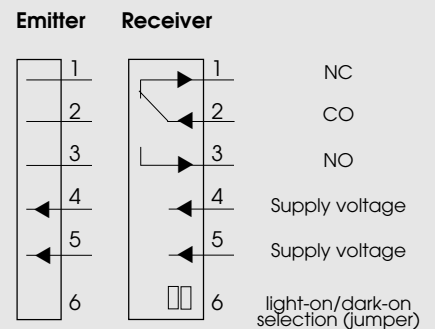 Emitter Receiver
1 1 NC
2 2 CO
3 3 NO
4 4 Supply voltage
5 5 Supply voltage
6 6 light-on/dark-on
selection (jumper)